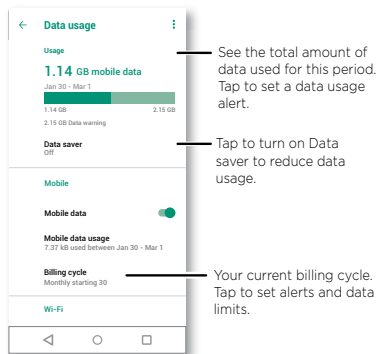 Data usage
Usage
1.14 GB mobile data
Jan 30 - Mar 1
1.14 GB 2.15 GB
2.15 GB Data warning
Data saver
Off
Mobile
Mobile data
Mobile data usage
7.37 kB used between Jan 30 - Mar 1
Billing cycle
Monthly starting 30
Wi-Fi
See the total amount of
data used for this period.
Tap to set a data usage
alert.
Tap to turn on Data
saver to reduce data
usage.
Your current billing cycle.
Tap to set alerts and data
limits.